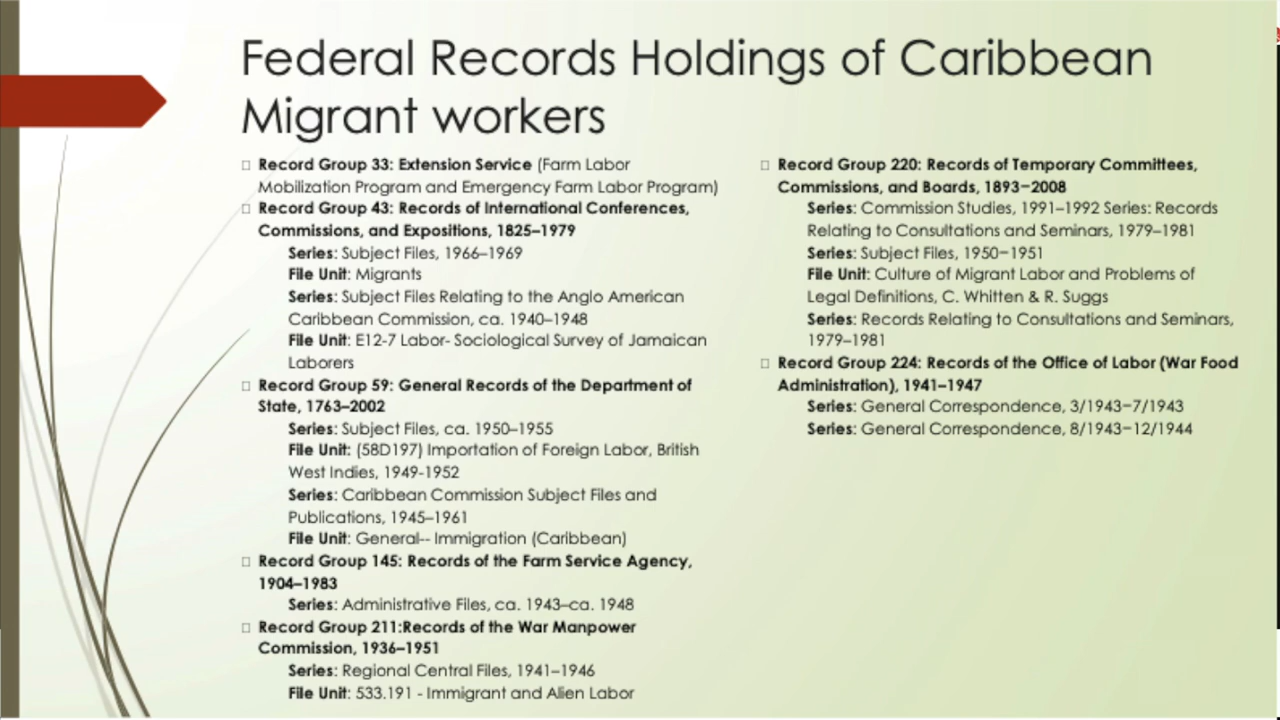 Federal Records Holdings of Caribbean
Migrant workers
Record Group 33: Extension Service (Farm Labor
Mobilization Program and Emergency Farm Labor Program)
Record Group 43: Records of International Conferences,
Commissions, and Expositions, 1825–1979
Series: Subject Files, 1966–1969
File Unit: Migrants
Series: Subject Files Relating to the Anglo American
Caribbean Commission, ca. 1940–1948
File Unit: E12-7 Labor- Sociological Survey of Jamaican
Laborers
Record Group 59: General Records of the Department of
State, 1763–2002
Series: Subject Files, ca. 1950–1955
File Unit: (58D197) Importation of Foreign Labor, British
West Indies, 1949-1952
Series: Caribbean Commission Subject Files and
Publications, 1945–1961
File Unit: General-- Immigration (Caribbean)
Record Group 145: Records of the Farm Service Agency,
1904–1983
Series: Administrative Files, ca. 1943–ca. 1948
Record Group 211:Records of the War Manpower
Commission, 1936–1951
Series: Regional Central Files, 1941–1946
File Unit: 533.191 - Immigrant and Alien Labor
Record Group 220: Records of Temporary Committees,
Commissions, and Boards, 1893–2008
Series: Commission Studies, 1991–1992 Series: Records
Relating to Consultations and Seminars, 1979–1981
Series: Subject Files, 1950–1951
File Unit: Culture of Migrant Labor and Problems of
Legal Definitions, C. Whitten & R. Suggs
Series: Records Relating to Consultations and Seminars,
1979–1981
Record Group 224: Records of the Office of Labor (War Food
Administration), 1941–1947
Series: General Correspondence, 3/1943–7/1943
Series: General Correspondence, 8/1943–12/1944